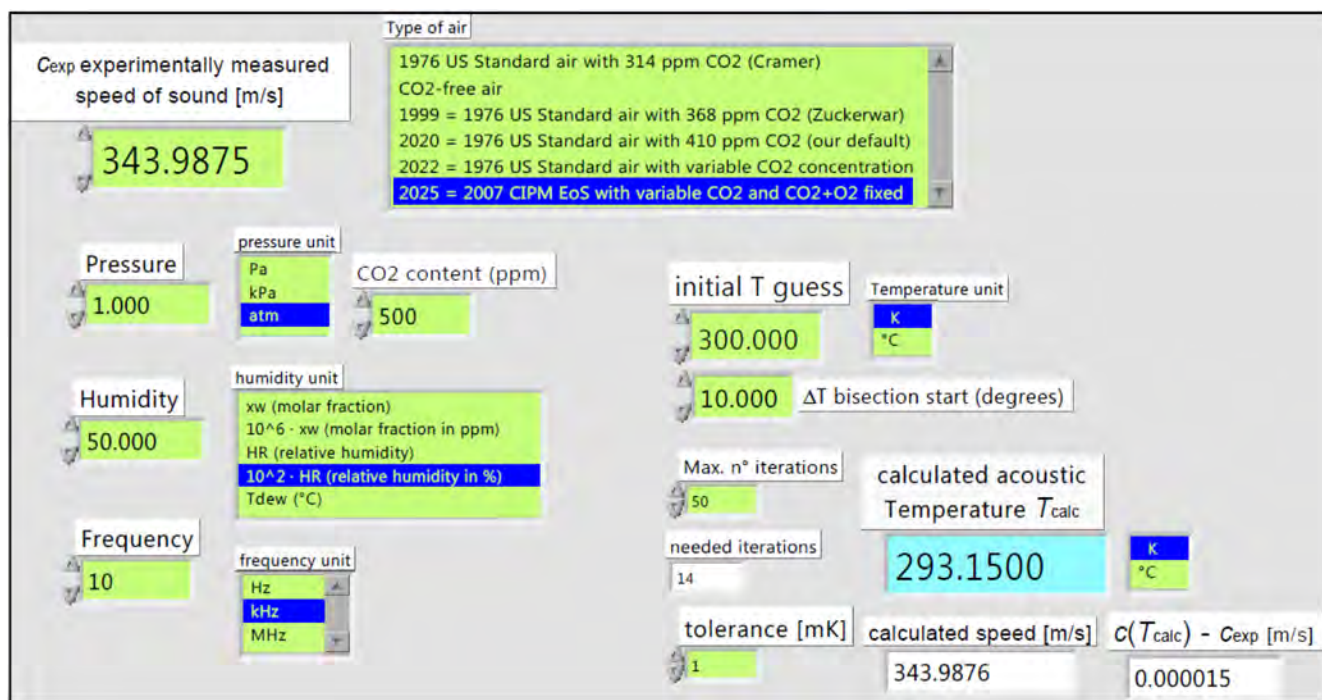 Type of air
Cexp experimentally measured
speed of sound [m/s]
343.9875
1976 US Standard air with 314 ppm CO2 (Cramer)
CO2-free air
1999 = 1976 US Standard air with 368 ppm CO2 (Zuckerwar)
2020 = 1976 US Standard air with 410 ppm CO2 (our default)
2022 = 1976 US Standard air with variable CO2 concentration
2025 = 2007 CIPM EoS with variable CO2 and CO2+O2 fixed
Pressure
1.000
pressure unit
Pa
kPa
atm
CO2 content (ppm)
500
initial T guess
300.000
Temperature unit
K
°C
10.000
ΔT bisection start (degrees)
Humidity
50.000
humidity unit
xw (molar fraction)
10^6 · xw (molar fraction in ppm)
HR (relative humidity)
10^2 · HR (relative humidity in %)
Tdew (°C)
Max. n° iterations
50
needed iterations
14
calculated acoustic
Temperature Tcalc
293.1500
K
°C
Frequency
10
frequency unit
Hz
kHz
MHz
tolerance [mK]
1
calculated speed [m/s]
343.9876
c(Tcalc) - Cexp [m/s]
0.000015